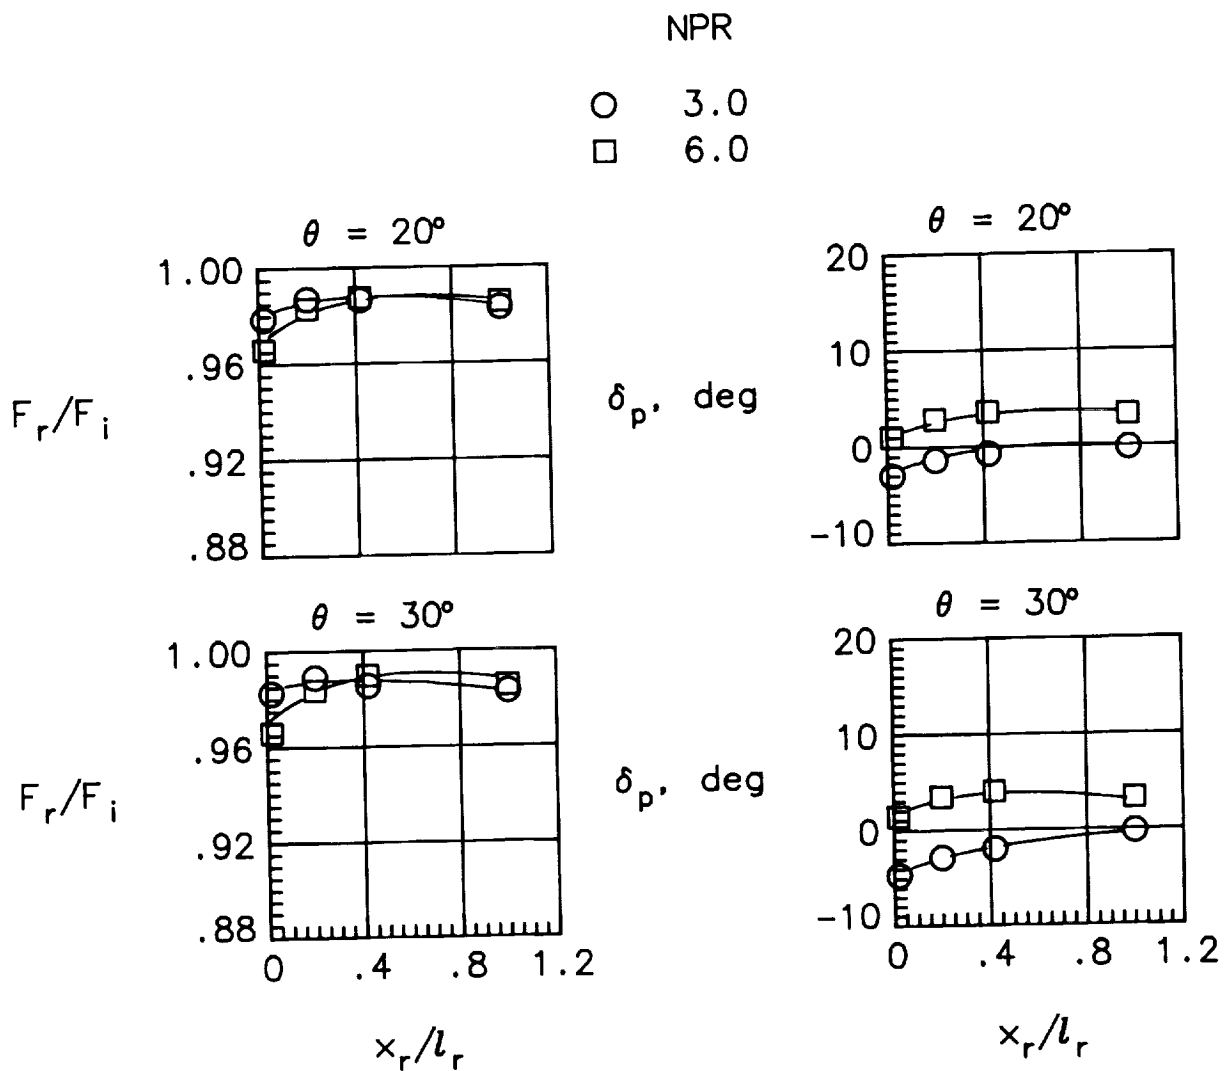 NPR
3.0
6.0
θ = 20°
1.00
.96
.92
.88
F_r/F_i
θ = 20°
20
10
0
-10
δ_p, deg
θ = 30°
1.00
.96
.92
.88
F_r/F_i
0 .4 .8 1.2
x_r/l_r
θ = 30°
20
10
0
-10
δ_p, deg
0 .4 .8 1.2
x_r/l_r